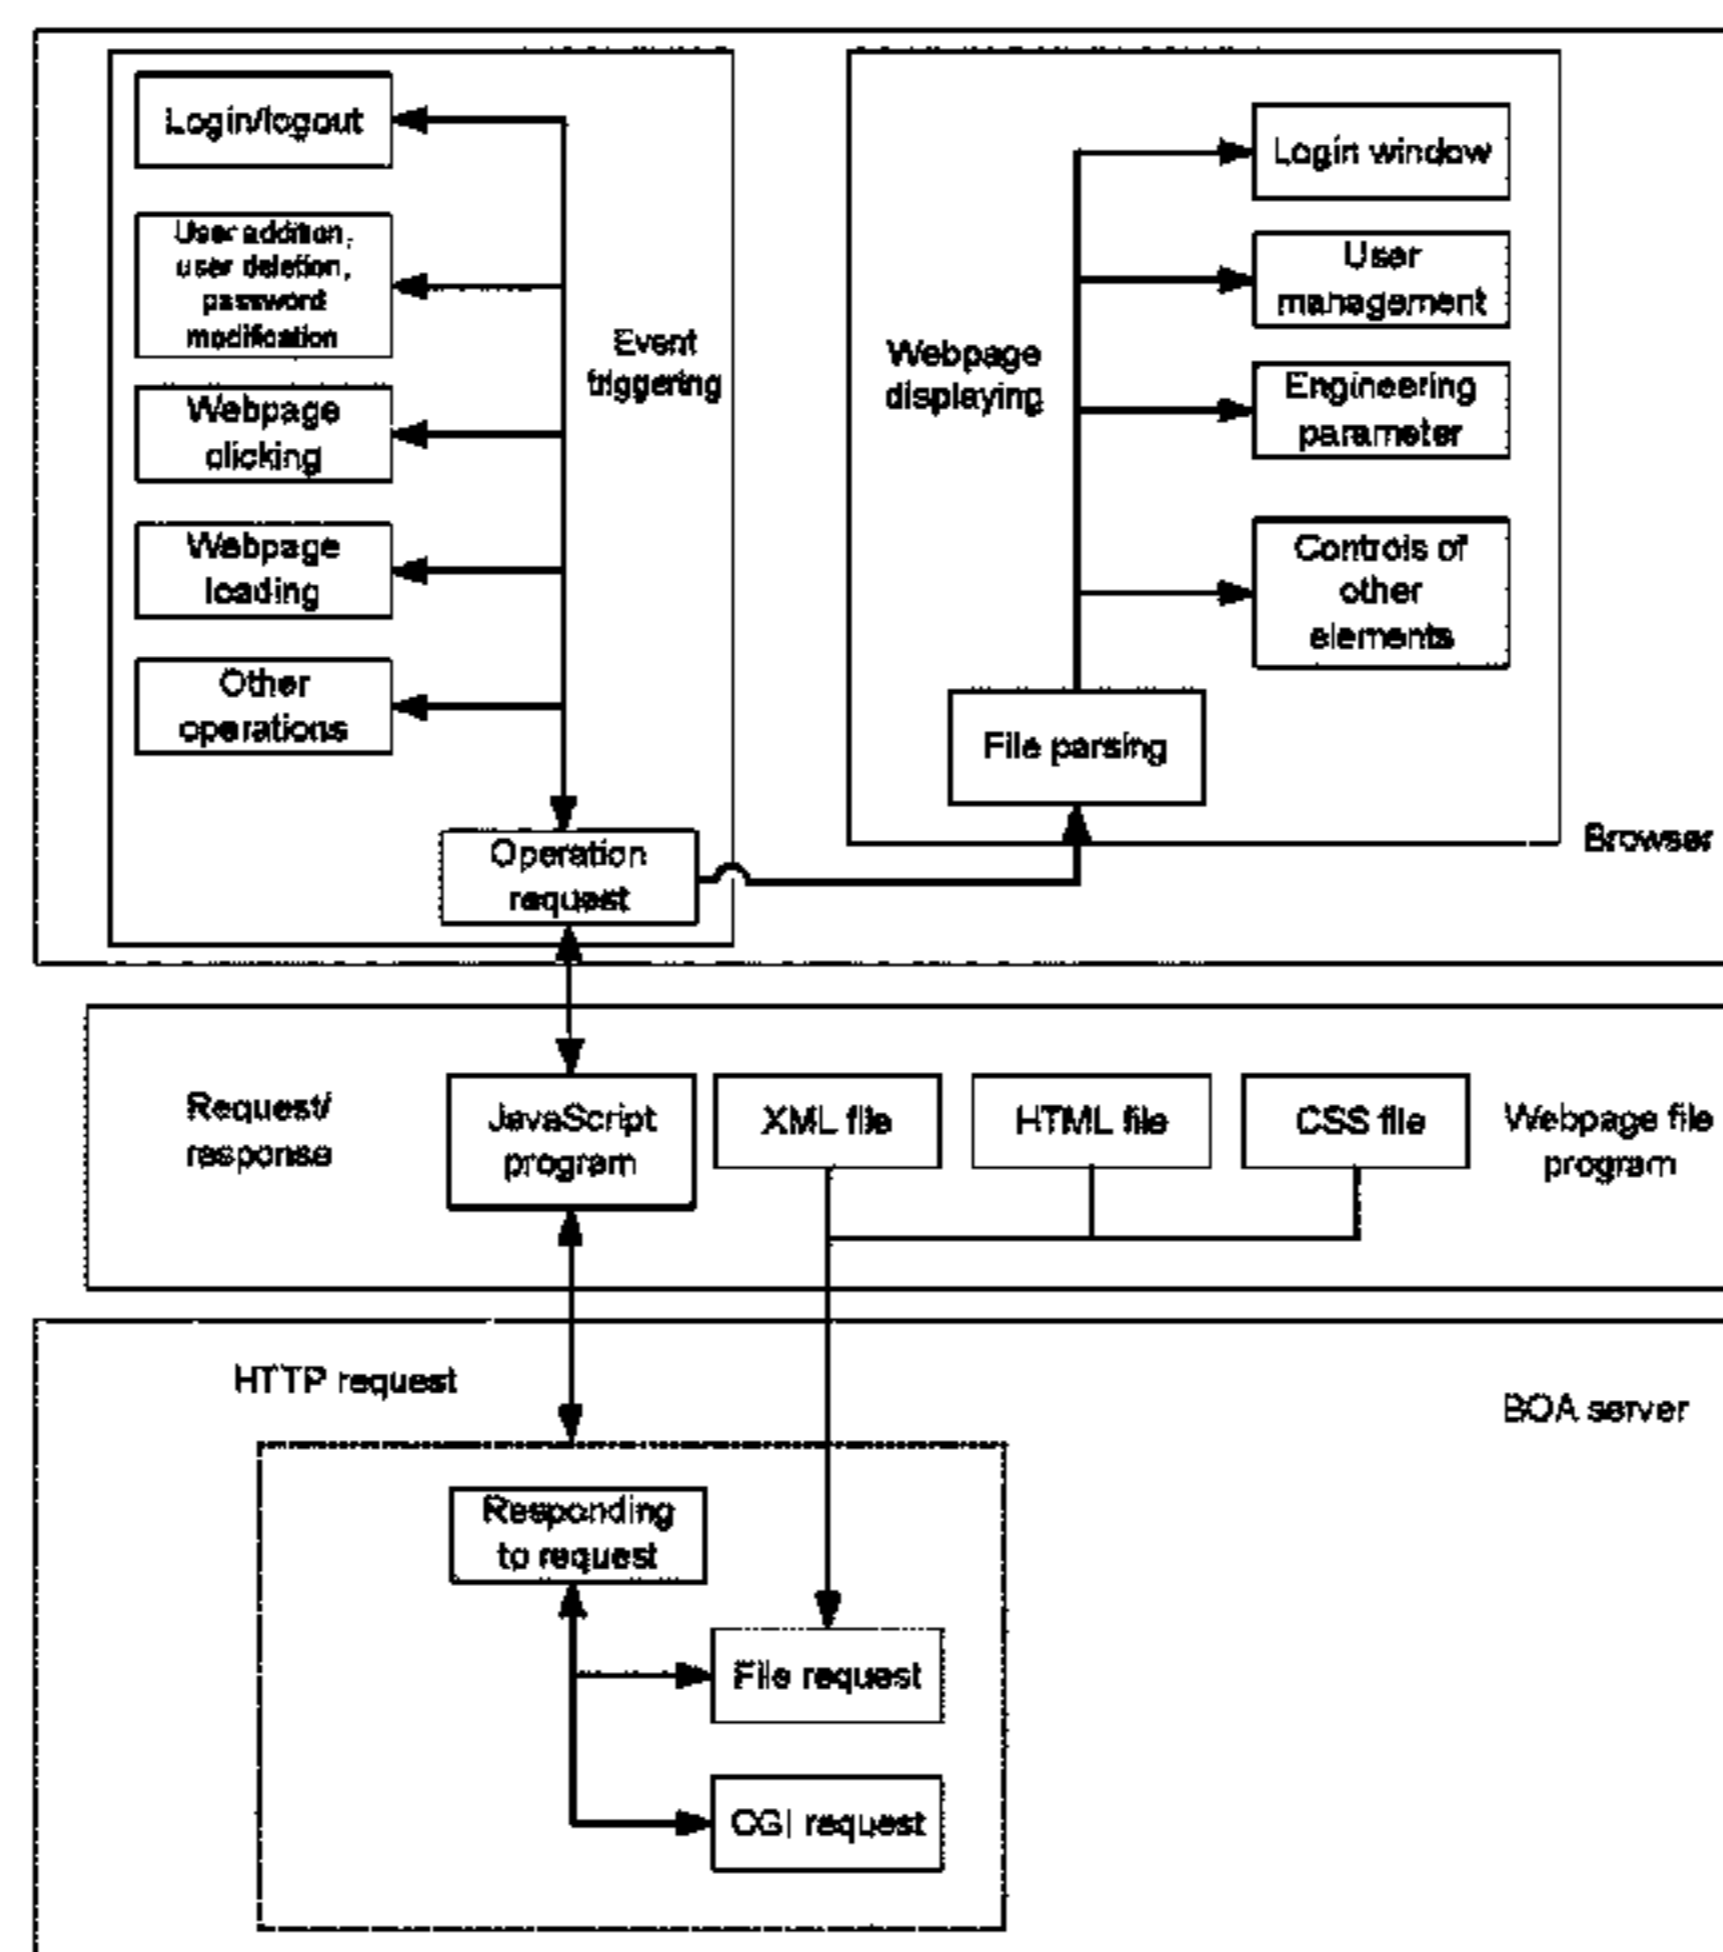 Login/logout
User addition,
user deletion,
password
modification
Webpage
clicking
Webpage
loading
Other
operations
Event
triggering
Operation
request
Webpage
displaying
Login window
User
management
Engineering
parameter
Controls of
other
elements
File parsing
Browser
Request/
response
JavaScript
program
XML file
HTML file
CSS file
Webpage file
program
HTTP request
BOA server
Responding
to request
File request
CGI request